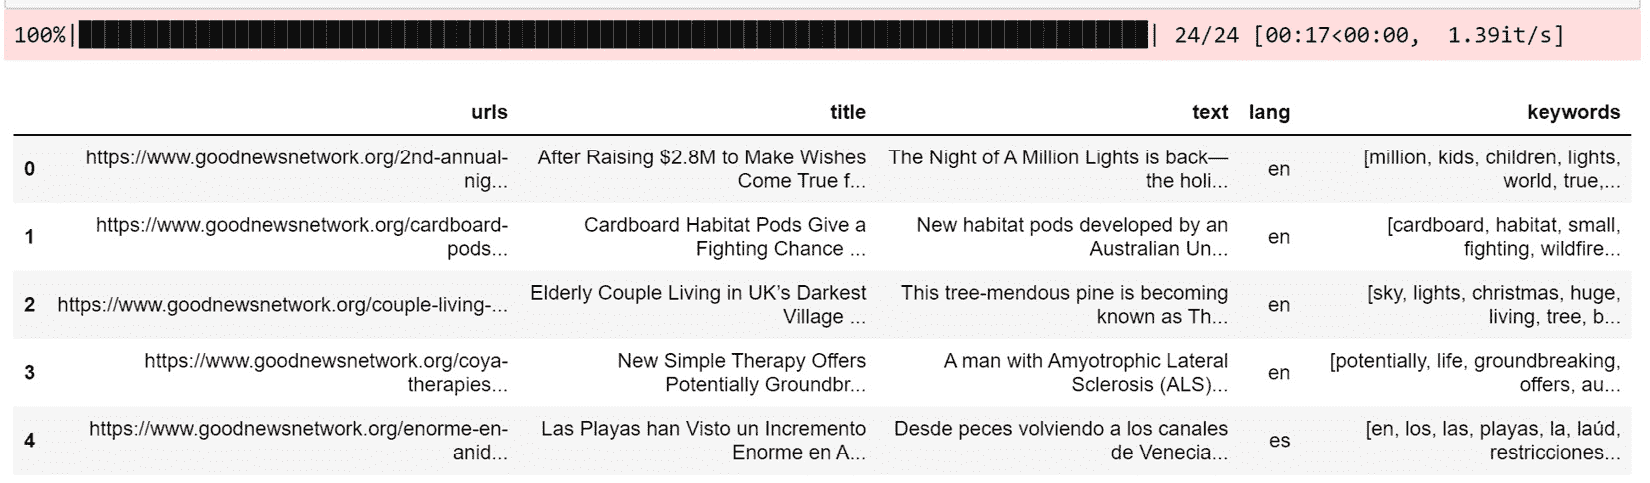 100%| | 24/24 [00:17<00:00, 1.39it/s]
urls title text lang keywords
0 https://www.goodnewsnetwork.org/2nd-annual-nig... After Raising $2.8M to Make Wishes Come True f... The Night of A Million Lights is back—the holi... en [million, kids, children, lights, world, true,...
1 https://www.goodnewsnetwork.org/cardboard-pods... Cardboard Habitat Pods Give a Fighting Chance ... New habitat pods developed by an Australian Un... en [cardboard, habitat, small, fighting, wildfire...
2 https://www.goodnewsnetwork.org/couple-living-... Elderly Couple Living in UK’s Darkest Village ... This tree-mendous pine is becoming known as Th... en [sky, lights, christmas, huge, living, tree, b...
3 https://www.goodnewsnetwork.org/coya-therapies... New Simple Therapy Offers Potentially Groundbr... A man with Amyotrophic Lateral Sclerosis (ALS)... en [potentially, life, groundbreaking, offers, au...
4 https://www.goodnewsnetwork.org/enorme-en-anid... Las Playas han Visto un Incremento Enorme en A... Desde peces volviendo a los canales de Venecia... es [en, los, las, playas, la, laúd, restricciones...